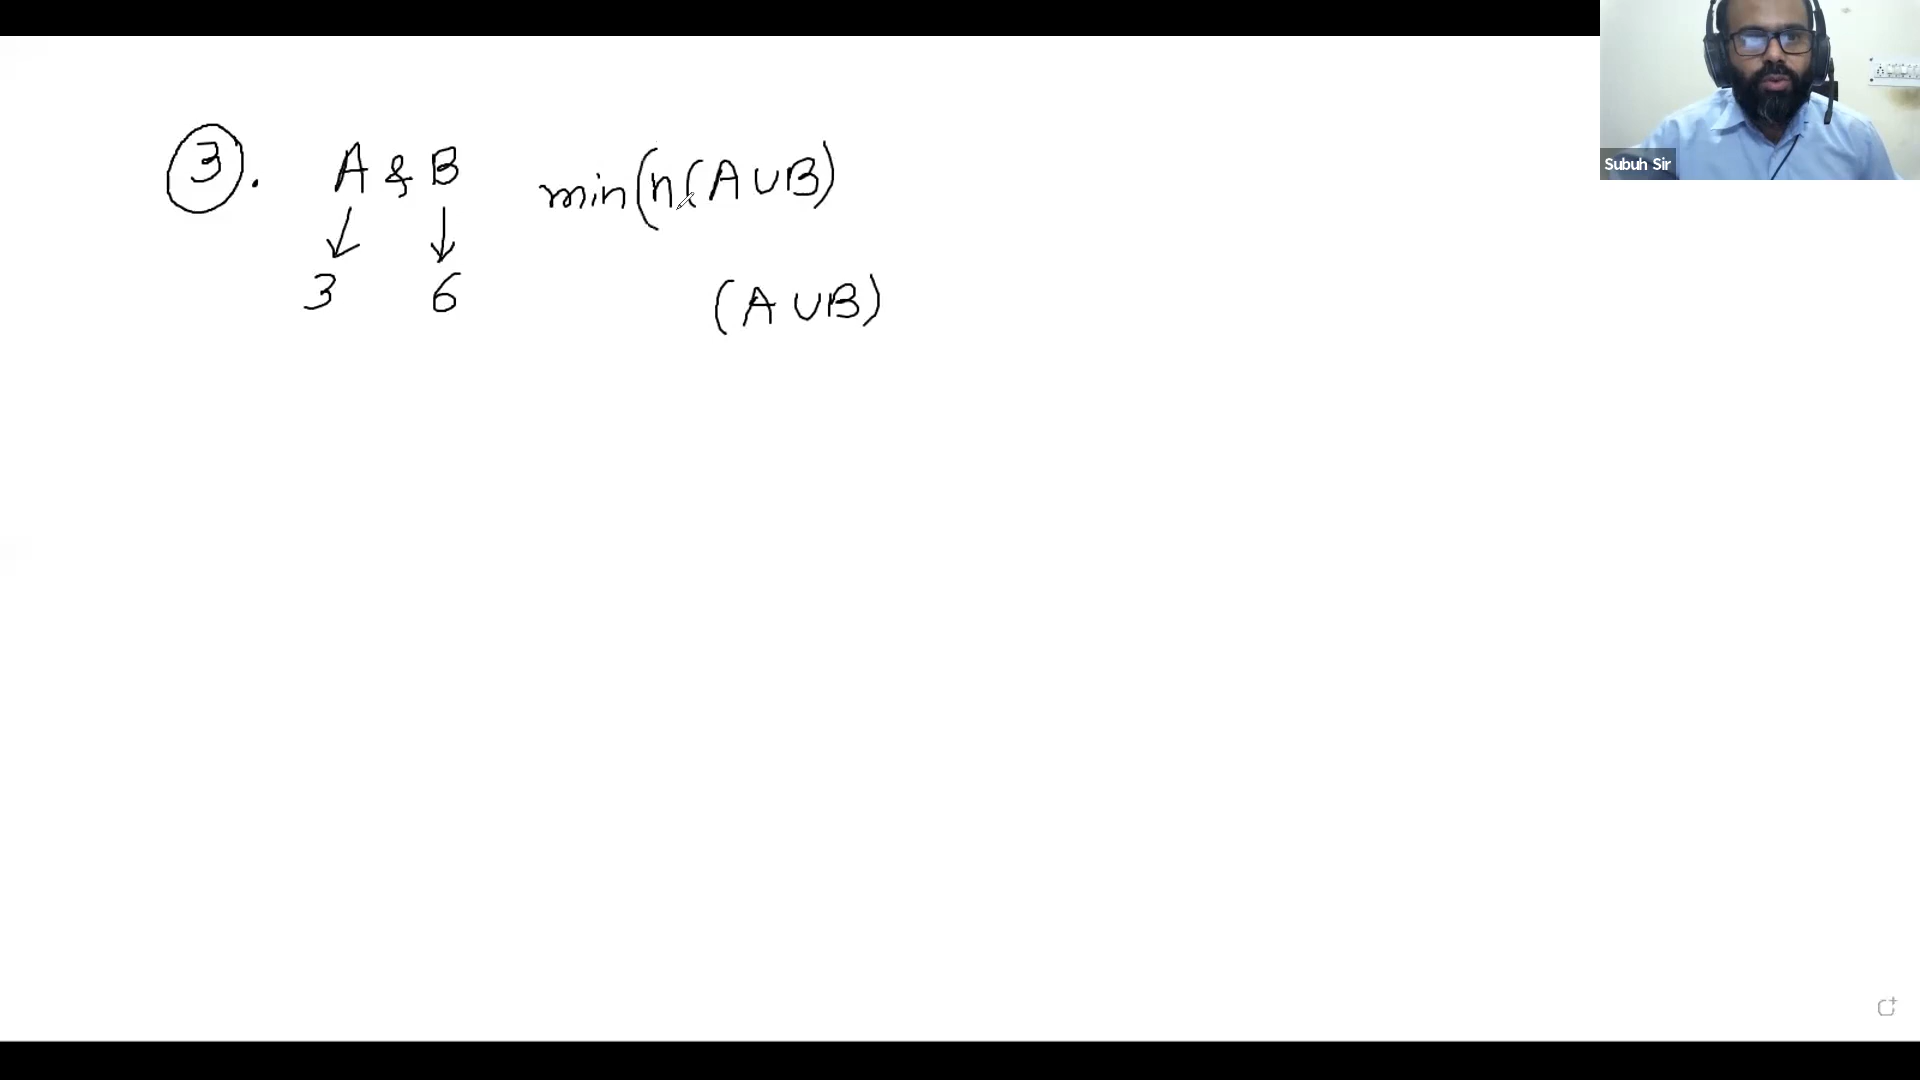 3. A & B min(n(A∪B)
↓ ↓
3 6 (A∪B)
Subuh Sir